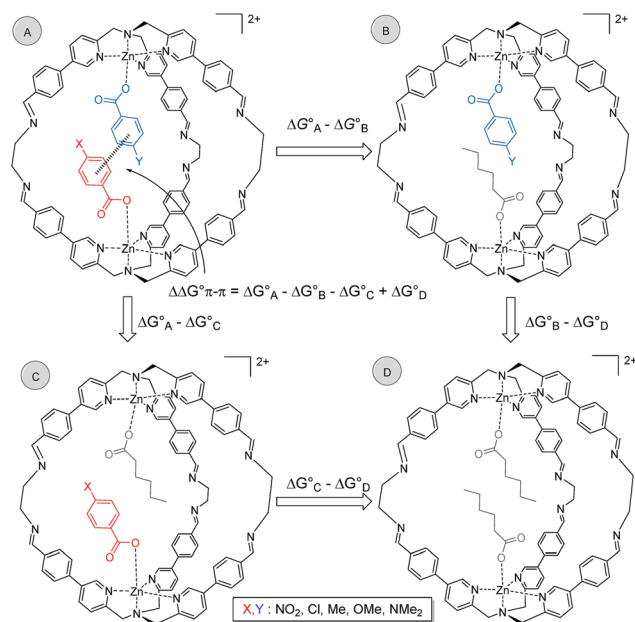 A
2+
B
2+
Zn
N
O
X
Y
ΔG°A - ΔG°B
ΔΔG°π-π = ΔG°A - ΔG°B - ΔG°C + ΔG°D
ΔG°A - ΔG°C
ΔG°B - ΔG°D
C
2+
D
2+
ΔG°C - ΔG°D
X,Y : NO2, Cl, Me, OMe, NMe2